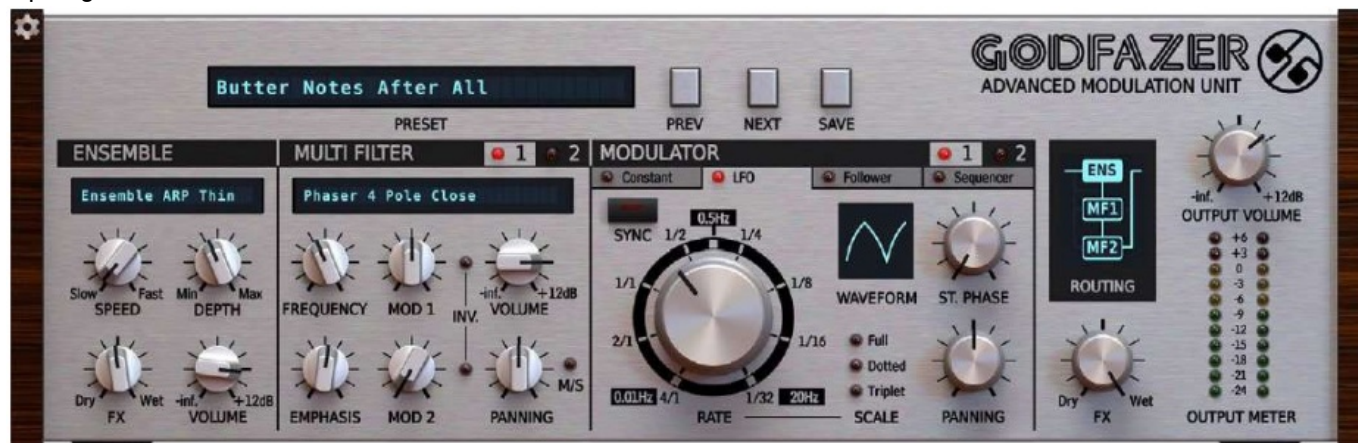 GODFAZER
ADVANCED MODULATION UNIT
Butter Notes After All
PRESET
PREV NEXT SAVE
ENSEMBLE
MULTI FILTER 1 2
MODULATOR 1 2
Constant LFO Follower Sequencer
Ensemble ARP Thin
Phaser 4 Pole Close
Slow Fast
SPEED
Min Max
DEPTH
Dry Wet
FX
-inf. +12dB
VOLUME
FREQUENCY
MOD 1
INV.
-inf. +12dB
VOLUME
EMPHASIS
MOD 2
PANNING
M/S
SYNC
0.5Hz
1/2 1/4
1/1 1/8
2/1 1/16
0.01Hz 4/1 1/32 20Hz
RATE
WAVEFORM
ST. PHASE
Full
Dotted
Triplet
SCALE
PANNING
ENS
MF1
MF2
ROUTING
Dry Wet
FX
-inf. +12dB
OUTPUT VOLUME
+6
+3
0
-3
-6
-9
-12
-15
-18
-21
-24
OUTPUT METER